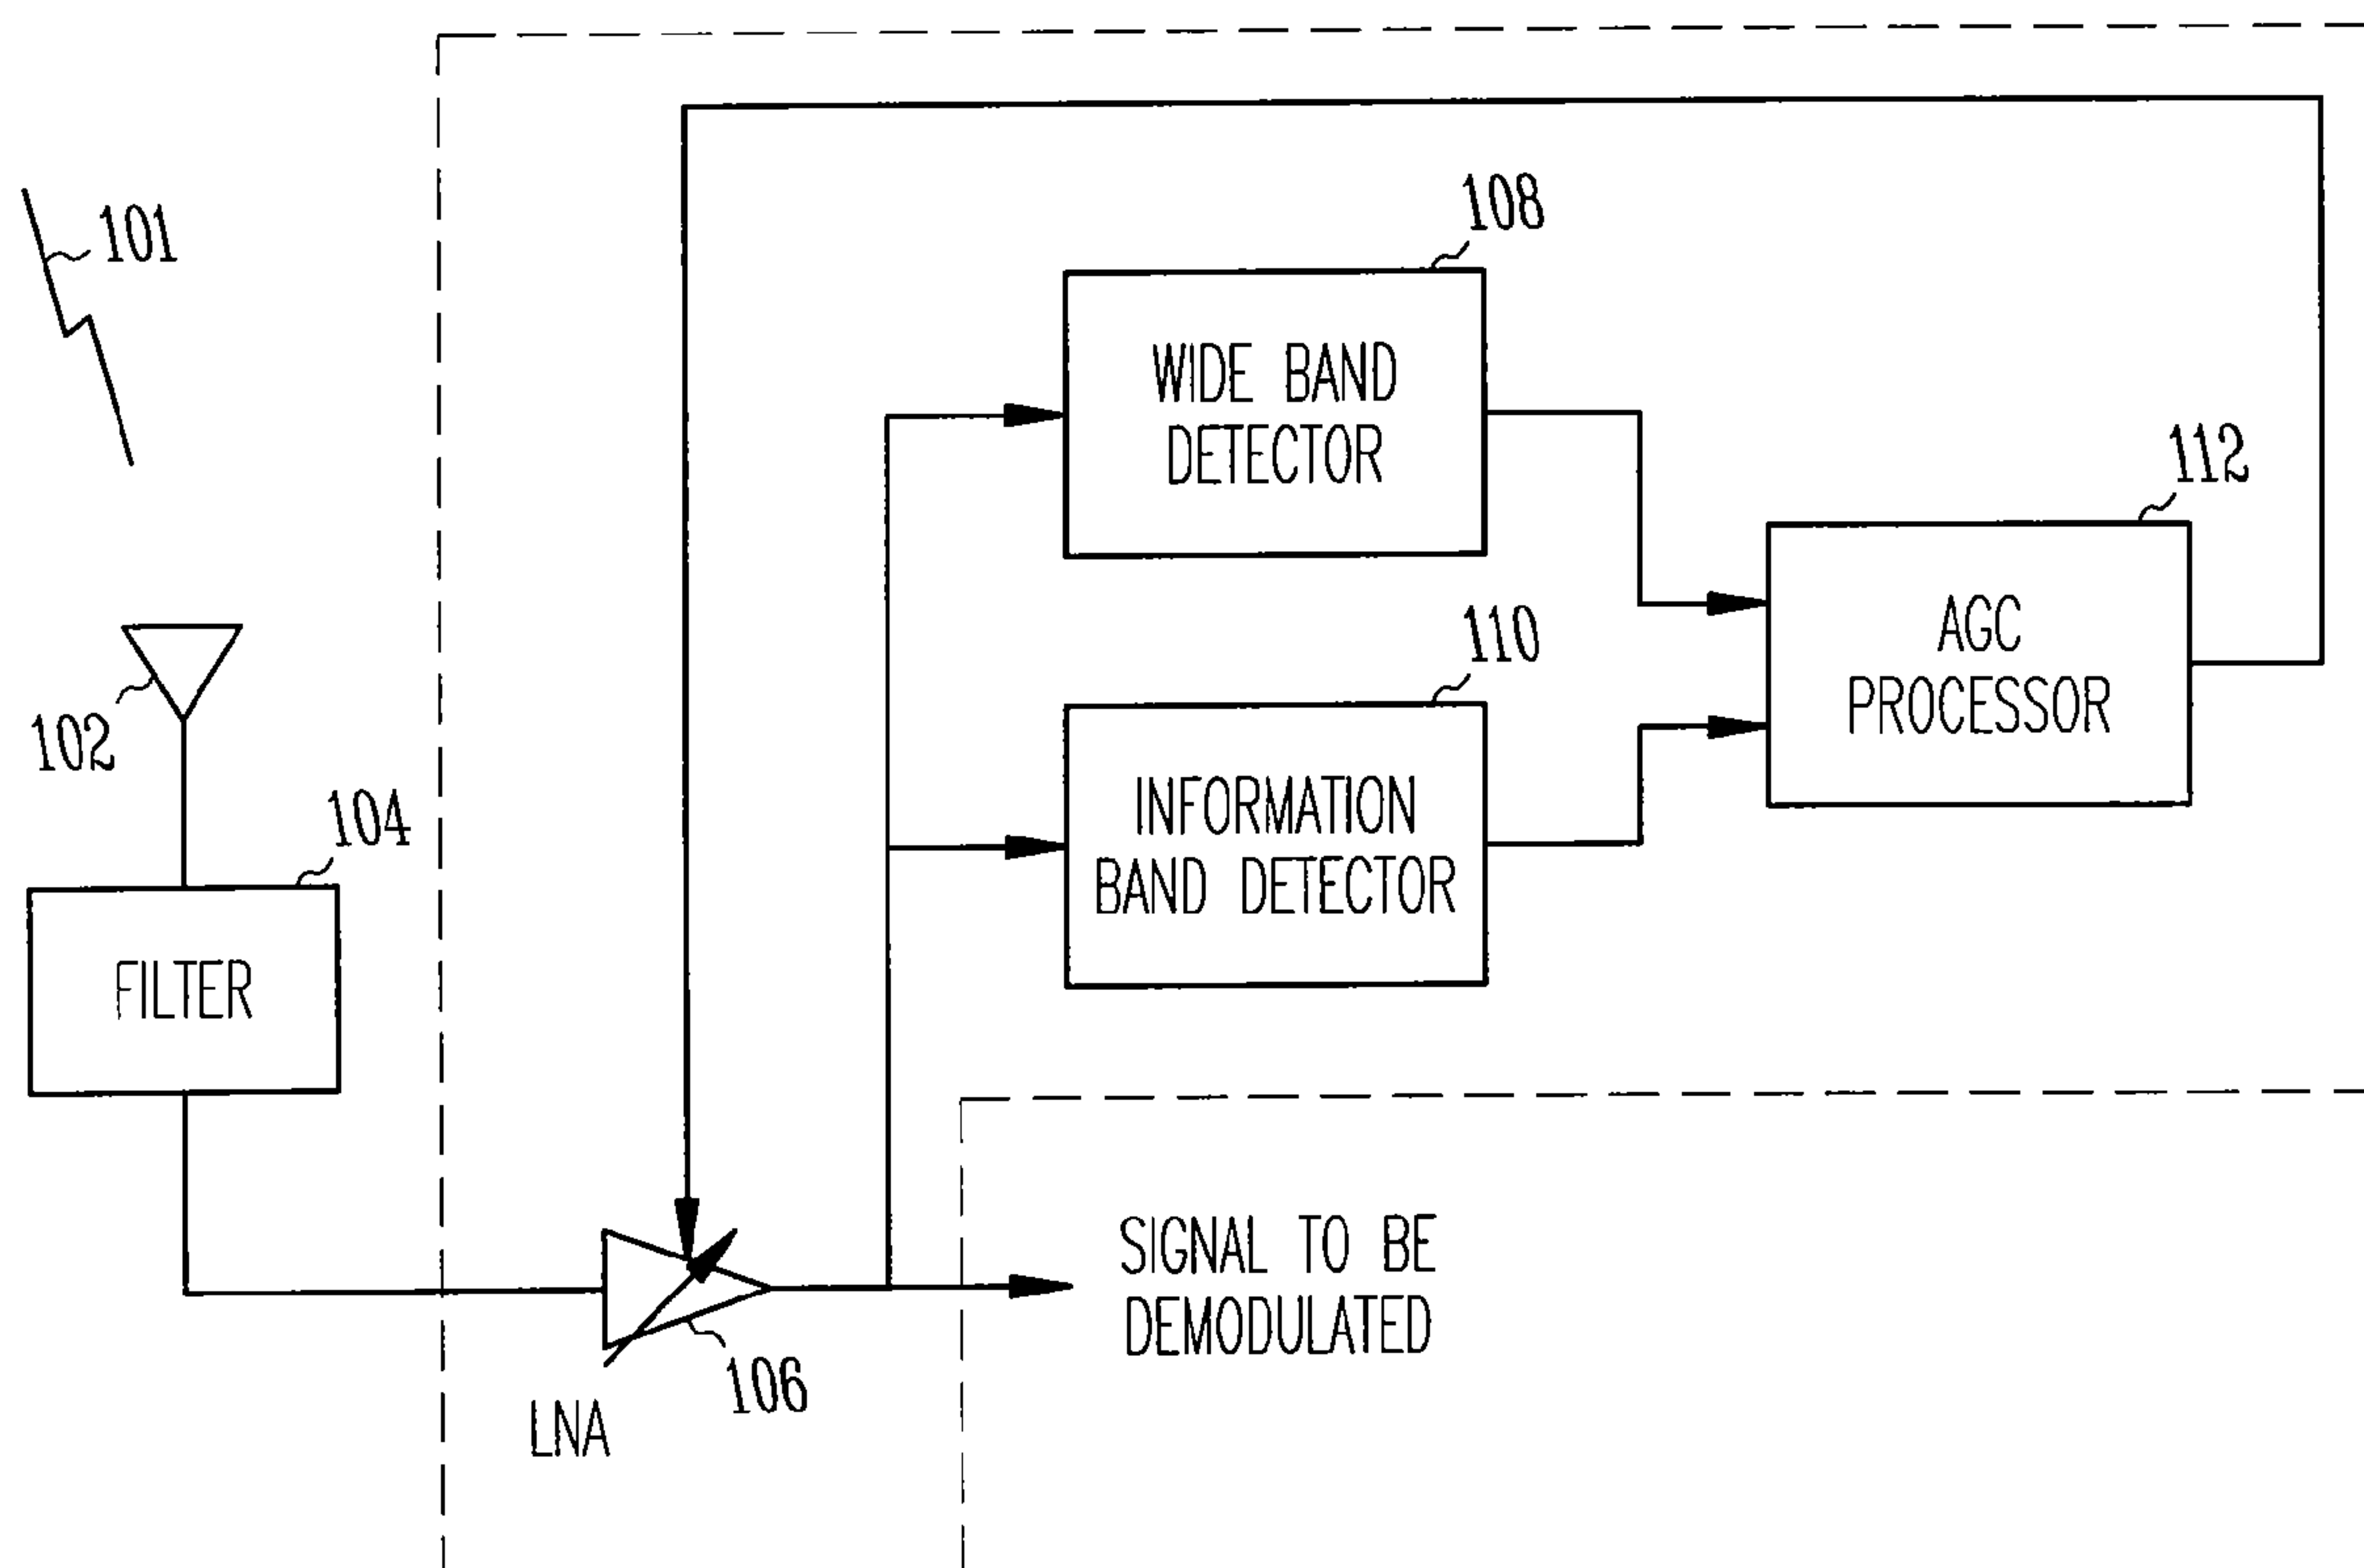 101
108
WIDE BAND
DETECTOR
112
AGC
PROCESSOR
110
INFORMATION
BAND DETECTOR
102
104
FILTER
SIGNAL TO BE
DEMODULATED
106
LNA